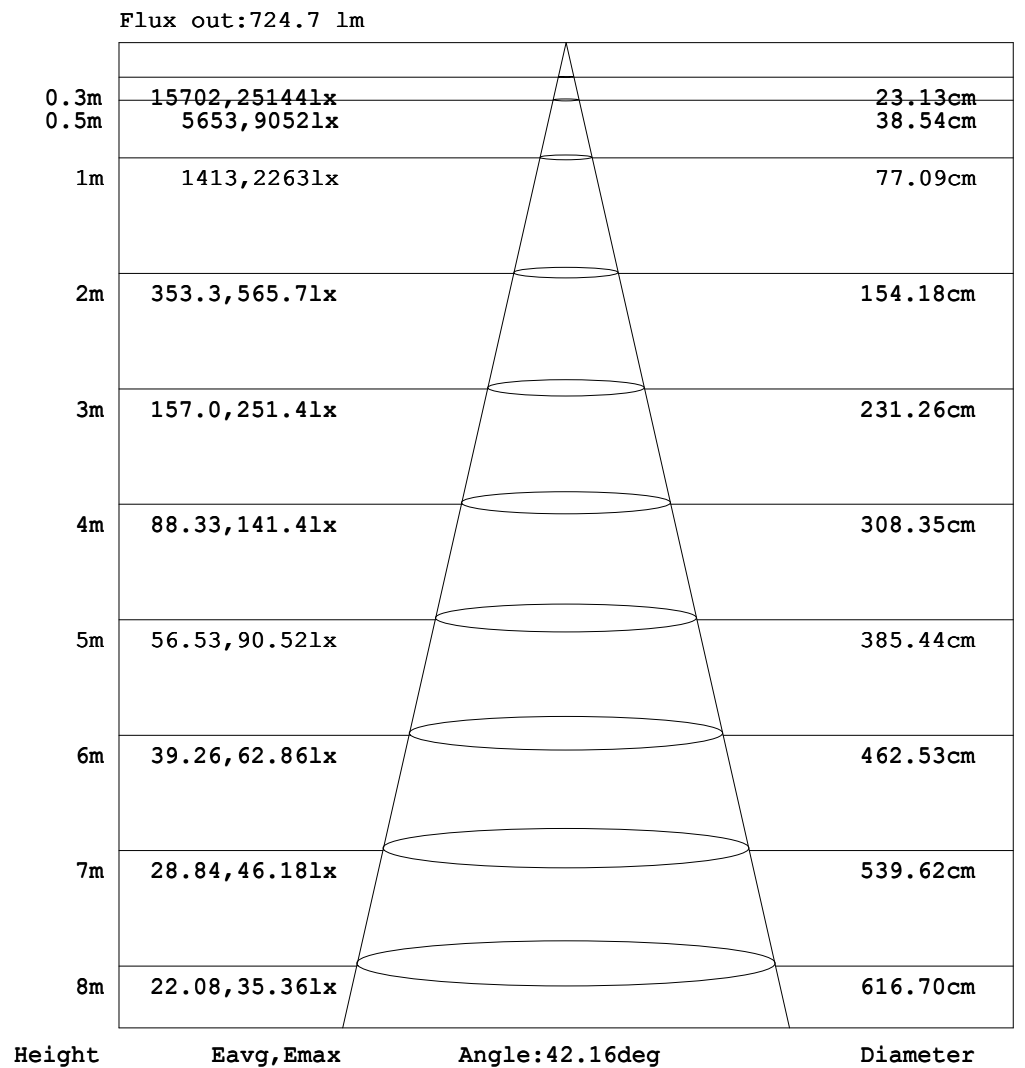 Flux out:724.7 lm
0.3m 15702,25144lx 23.13cm
0.5m 5653,9052lx 38.54cm
1m 1413,2263lx 77.09cm
2m 353.3,565.7lx 154.18cm
3m 157.0,251.4lx 231.26cm
4m 88.33,141.4lx 308.35cm
5m 56.53,90.52lx 385.44cm
6m 39.26,62.86lx 462.53cm
7m 28.84,46.18lx 539.62cm
8m 22.08,35.36lx 616.70cm
Height Eavg,Emax Angle:42.16deg Diameter